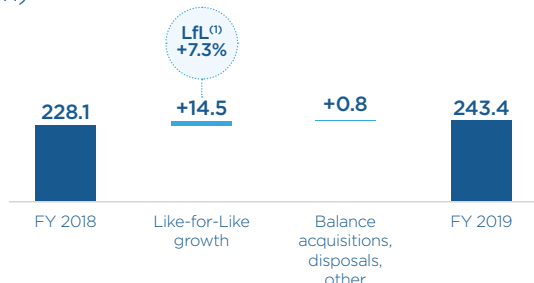 LfL(1)
+7.3%
228.1
+14.5
+0.8
243.4
FY 2018
Like-for-Like
growth
Balance
acquisitions,
disposals,
other
FY 2019